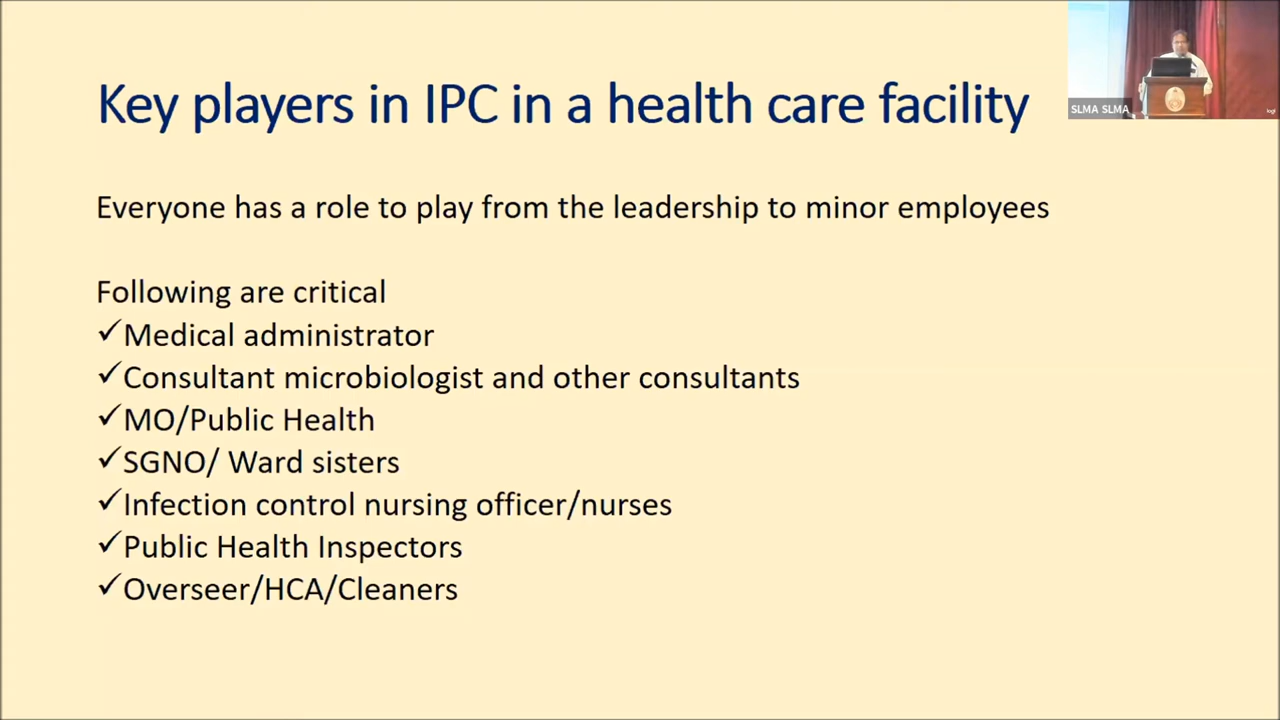 Key players in IPC in a health care facility
SLMA SLMA
Everyone has a role to play from the leadership to minor employees
Following are critical
✓Medical administrator
✓Consultant microbiologist and other consultants
✓MO/Public Health
✓SGNO/ Ward sisters
✓Infection control nursing officer/nurses
✓Public Health Inspectors
✓Overseer/HCA/Cleaners